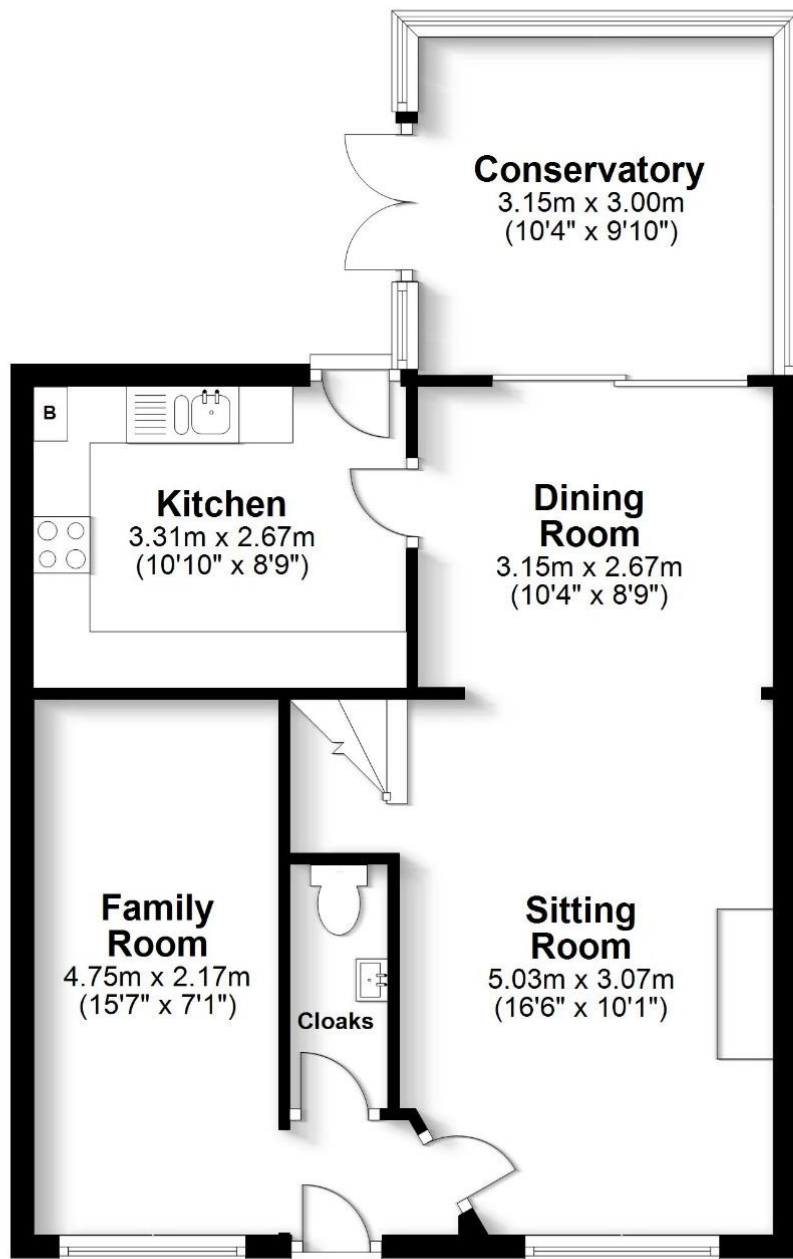 Conservatory
3.15m x 3.00m
(10'4" x 9'10")
B
Kitchen
3.31m x 2.67m
(10'10" x 8'9")
Dining
Room
3.15m x 2.67m
(10'4" x 8'9")
Family
Room
4.75m x 2.17m
(15'7" x 7'1")
Cloaks
Sitting
Room
5.03m x 3.07m
(16'6" x 10'1")